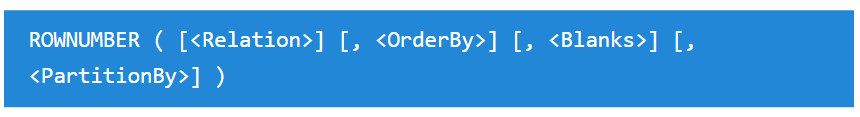 ROWNUMBER ( [<Relation>] [, <OrderBy>] [, <Blanks>] [,
<PartitionBy>] )